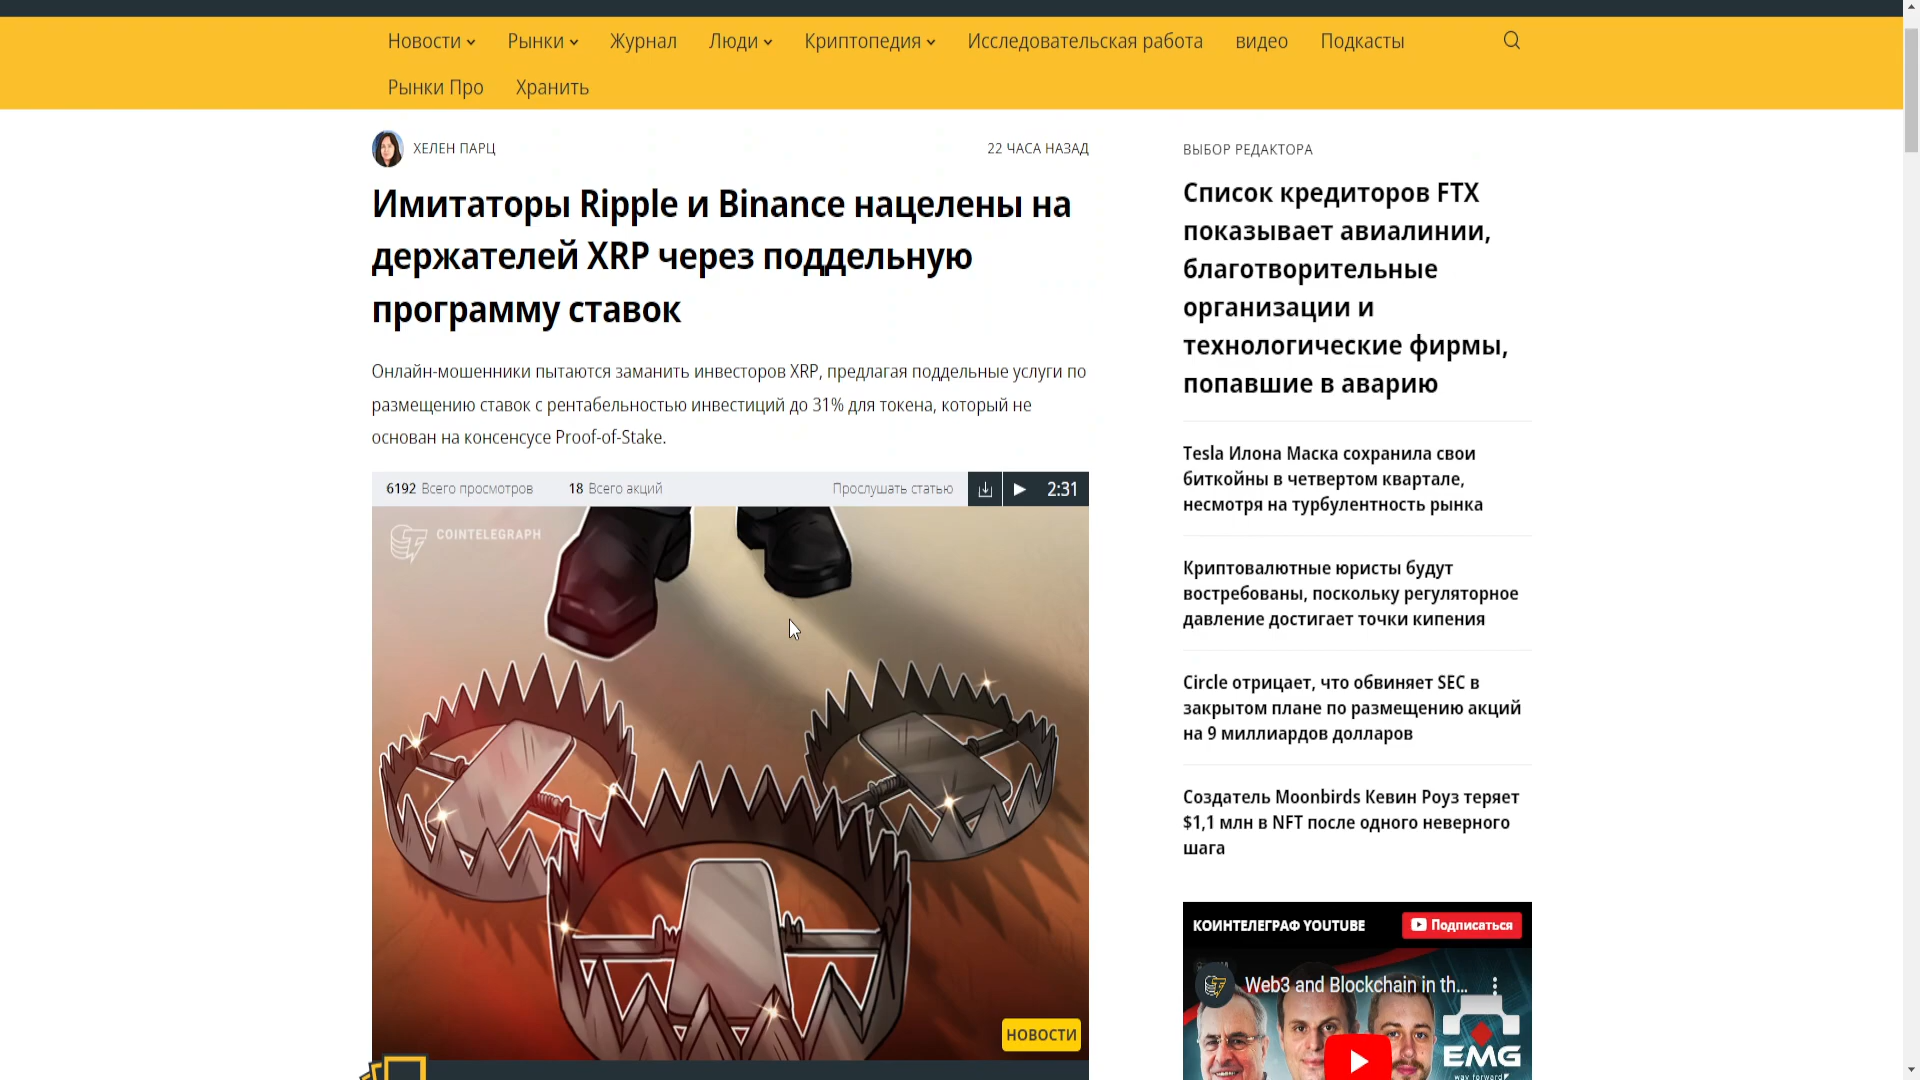 Новости Рынки Журнал Люди Криптопедия Исследовательская работа видео Подкасты
Рынки Про Хранить
ХЕЛЕН ПАРЦ
22 ЧАСА НАЗАД
Имитаторы Ripple и Binance нацелены на
держателей XRP через поддельную
программу ставок
Онлайн-мошенники пытаются заманить инвесторов XRP, предлагая поддельные услуги по
размещению ставок с рентабельностью инвестиций до 31% для токена, который не
основан на консенсусе Proof-of-Stake.
6192 Всего просмотров 18 Всего акций Прослушать статью 2:31
COINTELEGRAPH
НОВОСТИ
ВЫБОР РЕДАКТОРА
Список кредиторов FTX
показывает авиалинии,
благотворительные
организации и
технологические фирмы,
попавшие в аварию
Tesla Илона Маска сохранила свои
биткойны в четвертом квартале,
несмотря на турбулентность рынка
Криптовалютные юристы будут
востребованы, поскольку регуляторное
давление достигает точки кипения
Circle отрицает, что обвиняет SEC в
закрытом плане по размещению акций
на 9 миллиардов долларов
Создатель Moonbirds Кевин Роуз теряет
$1,1 млн в NFT после одного неверного
шага
КОИНТЕЛЕГРАФ YOUTUBE
Подписаться
Web3 and Blockchain in th...
EMG
way forward